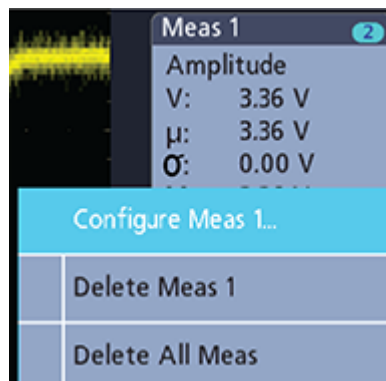 Meas 1 2
Amplitude
V: 3.36 V
μ: 3.36 V
σ: 0.00 V
Configure Meas 1...
Delete Meas 1
Delete All Meas